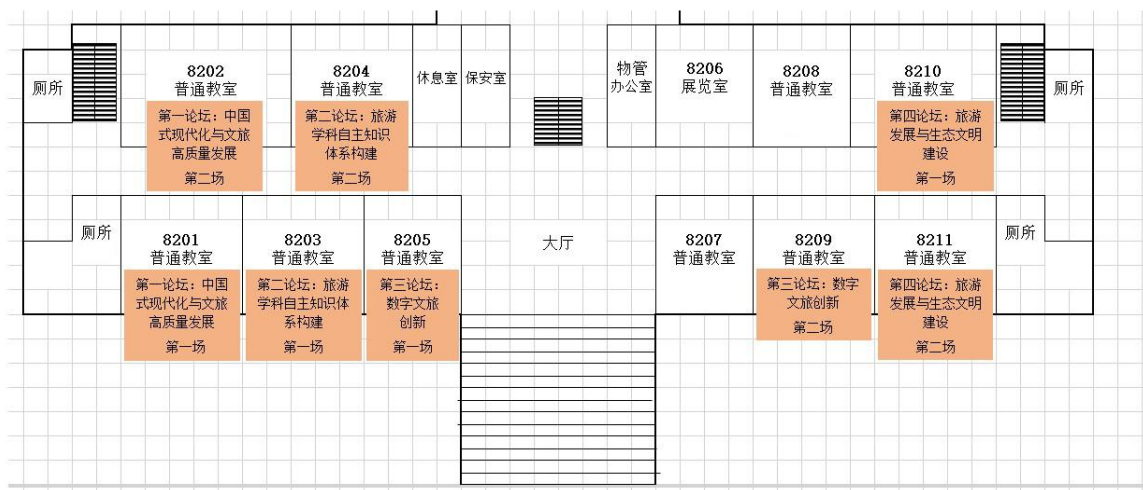 厕所
8202
普通教室
第一论坛：中国
式现代化与文旅
高质量发展
第二场
8204
普通教室
第二论坛：旅游
学科自主知识
体系构建
第二场
休息室
保安室
物管
办公室
8206
展览室
8208
普通教室
8210
普通教室
第四论坛：旅游
发展与生态文明
建设
第一场
厕所
厕所
8201
普通教室
第一论坛：中国
式现代化与文旅
高质量发展
第一场
8203
普通教室
第二论坛：旅游
学科自主知识体
系构建
第一场
8205
普通教室
第三论坛：
数字文旅
创新
第一场
大厅
8207
普通教室
8209
普通教室
第三论坛：数字
文旅创新
第二场
8211
普通教室
第四论坛：旅游
发展与生态文明
建设
第二场
厕所